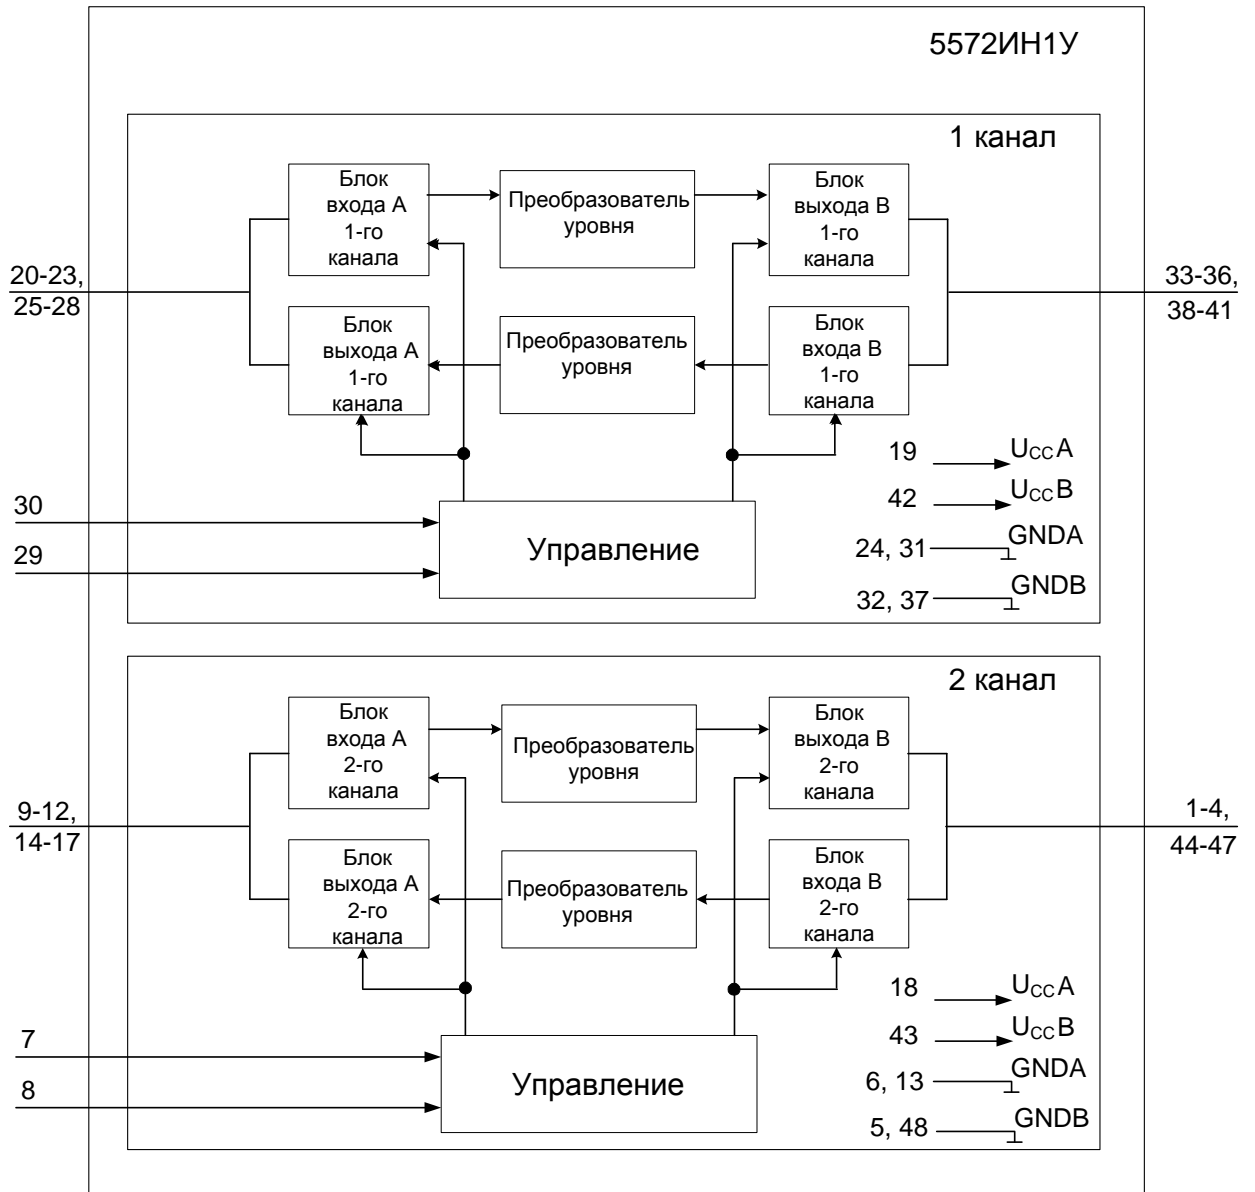 5572ИН1У
1 канал
Блок
входа А
1-го
канала
Преобразователь
уровня
Блок
выхода В
1-го
канала
20-23,
25-28
33-36,
38-41
Блок
выхода А
1-го
канала
Преобразователь
уровня
Блок
входа В
1-го
канала
19
UCCA
42
UCCB
24, 31
GNDA
32, 37
GNDB
30
29
Управление
2 канал
Блок
входа А
2-го
канала
Преобразователь
уровня
Блок
выхода В
2-го
канала
9-12,
14-17
1-4,
44-47
Блок
выхода А
2-го
канала
Преобразователь
уровня
Блок
входа В
2-го
канала
18
UCCA
43
UCCB
6, 13
GNDA
5, 48
GNDB
7
8
Управление